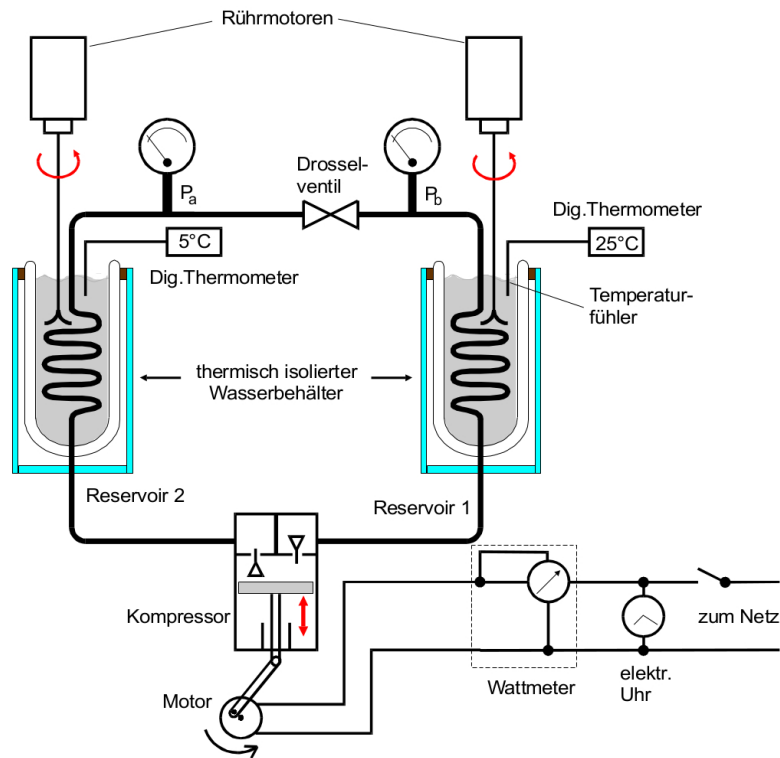 Rührmotoren
Drossel-
ventil
Pa
Pb
Dig.Thermometer
5°C
25°C
Dig.Thermometer
Temperatur-
fühler
thermisch isolierter
Wasserbehälter
Reservoir 2
Reservoir 1
Kompressor
zum Netz
Wattmeter
elektr.
Uhr
Motor